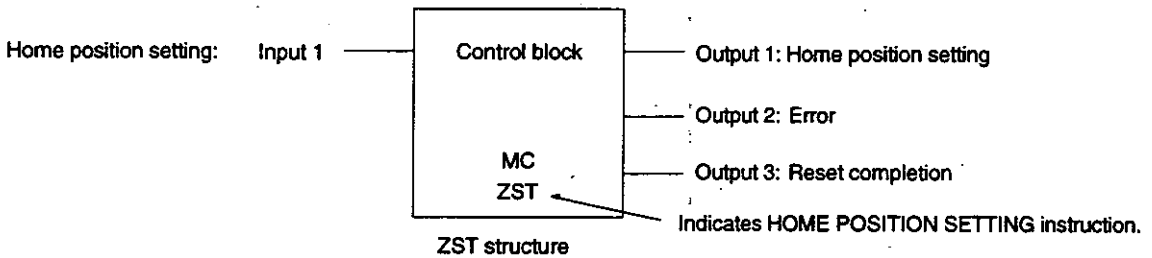 Home position setting: Input 1 Control block Output 1: Home position setting
Output 2: Error
MC Output 3: Reset completion
ZST
Indicates HOME POSITION SETTING instruction.
ZST structure